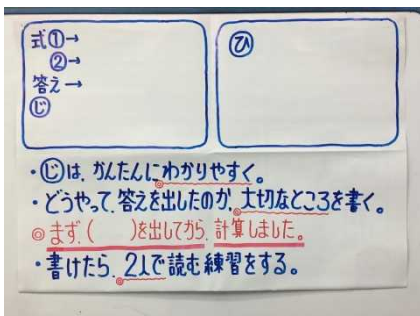 式①→
②→
答え→
じ
ひ
・じは、かんたんにわかりやすく。
・どうやって、答えを出したのか、大切なところを書く。
◎まず、( )を出してから、計算しました。
・書けたら、2人で読む練習をする。